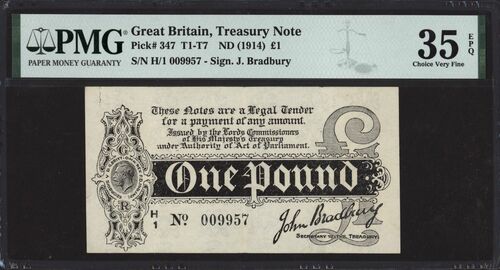 PMG
PAPER MONEY GUARANTY
Great Britain, Treasury Note
Pick# 347 T1-T7 ND (1914) £1
S/N H/1 009957 - Sign. J. Bradbury
35 EPQ
Choice Very Fine
These Notes are a Legal Tender
for a payment of any amount.
Issued by the Lords Commissioners
of His Majesty's Treasury
under Authority of Act of Parliament.
£
One Pound
R
H
1
No 009957
John Bradbury
SECRETARY TO THE TREASURY